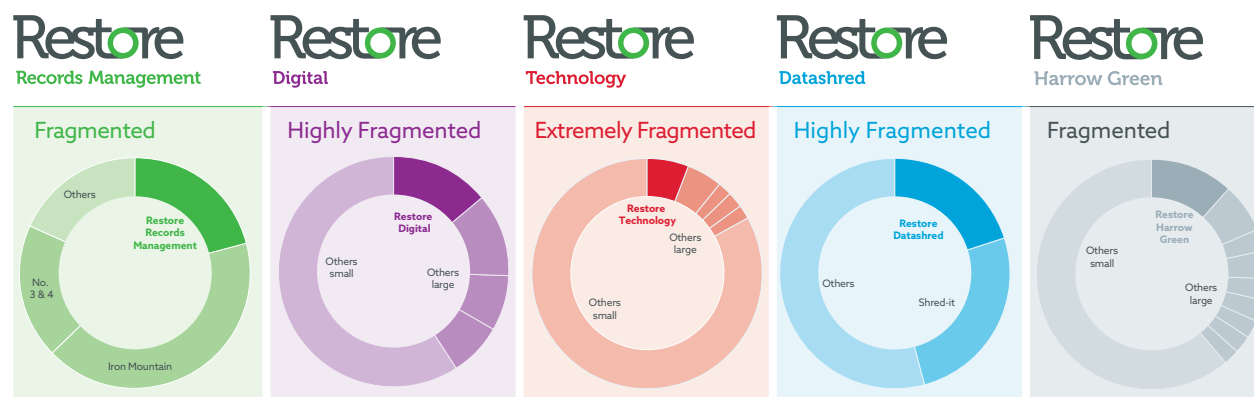 Restore
Records Management
Fragmented
Others
Restore
Records
Management
No.
3 & 4
Iron Mountain
Restore
Digital
Highly Fragmented
Restore
Digital
Others
small
Others
large
Restore
Technology
Extremely Fragmented
Restore
Technology
Others
large
Others
small
Restore
Datashred
Highly Fragmented
Restore
Datashred
Others
Shred-it
Restore
Harrow Green
Fragmented
Restore
Harrow
Green
Others
small
Others
large